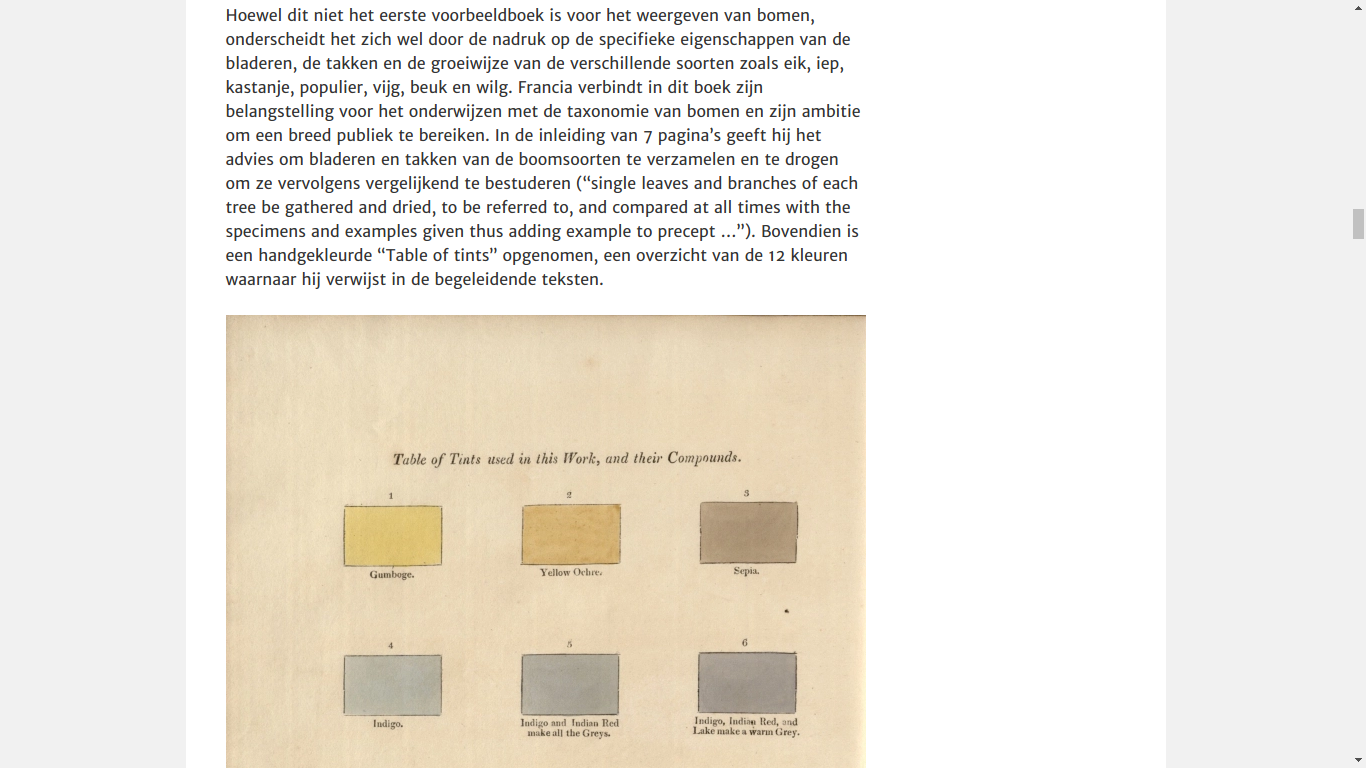 Hoewel dit niet het eerste voorbeeldboek is voor het weergeven van bomen,
onderscheidt het zich wel door de nadruk op de specifieke eigenschappen van de
bladeren, de takken en de groeiwijze van de verschillende soorten zoals eik, iep,
kastanje, populier, vijg, beuk en wilg. Francia verbindt in dit boek zijn
belangstelling voor het onderwijzen met de taxonomie van bomen en zijn ambitie
om een breed publiek te bereiken. In de inleiding van 7 pagina’s geeft hij het
advies om bladeren en takken van de boomsoorten te verzamelen en te drogen
om ze vervolgens vergelijkend te bestuderen (“single leaves and branches of each
tree be gathered and dried, to be referred to, and compared at all times with the
specimens and examples given thus adding example to precept …”). Bovendien is
een handgekleurde “Table of tints” opgenomen, een overzicht van de 12 kleuren
waarnaar hij verwijst in de begeleidende teksten.
Table of Tints used in this Work, and their Compounds.
1 2 3
Gumboge. Yellow Ochre. Sepia.
4 5 6
Indigo. Indigo and Indian Red Indigo, Indian Red, and
make all the Greys. Lake make a warm Grey.